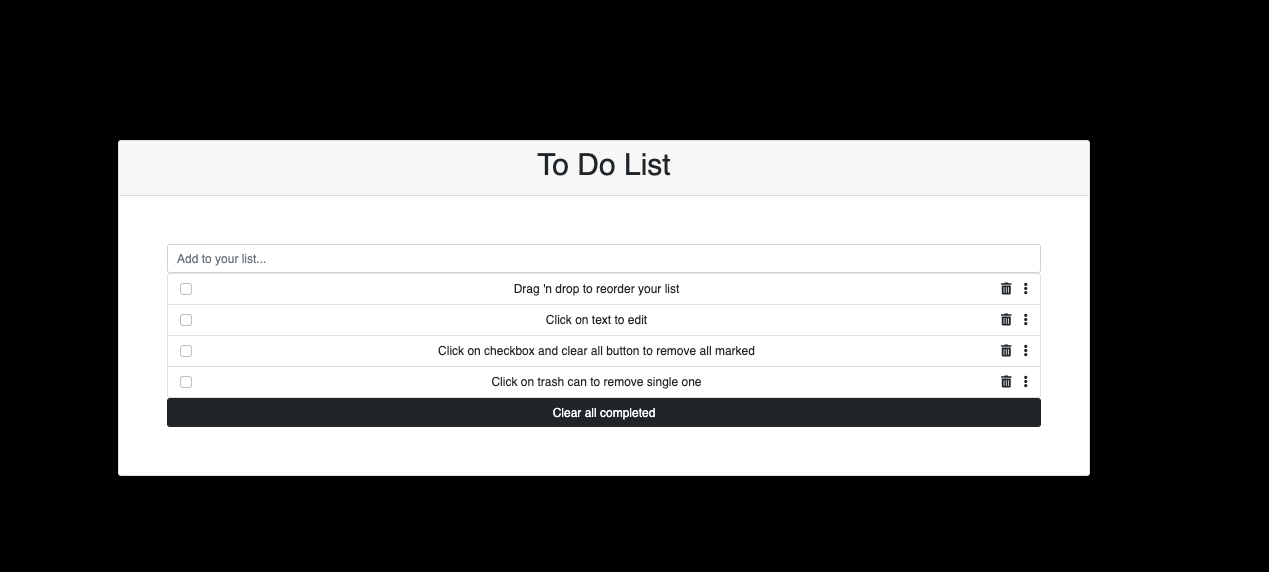 To Do List
Add to your list...
Drag 'n drop to reorder your list
Click on text to edit
Click on checkbox and clear all button to remove all marked
Click on trash can to remove single one
Clear all completed